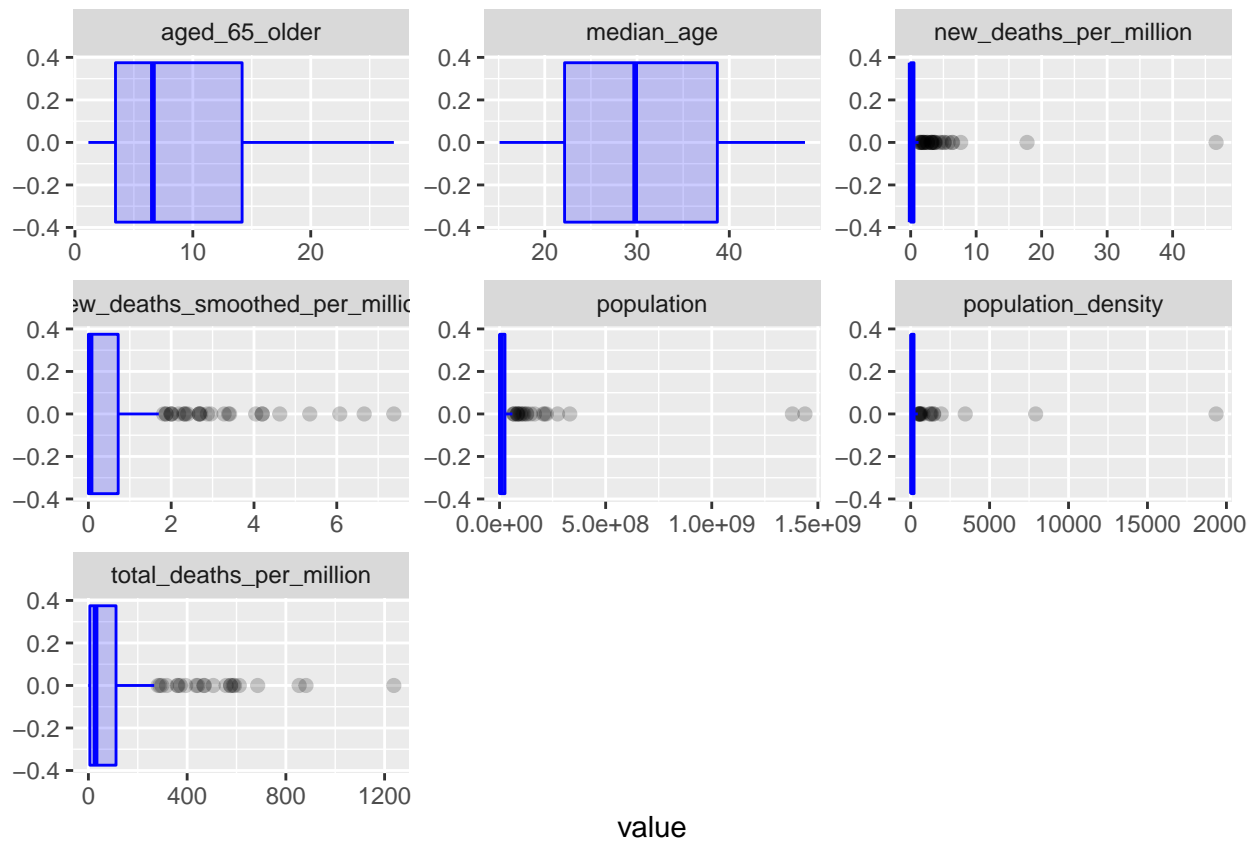 aged_65_older
median_age
new_deaths_per_million
0.4
0.2
0.0
−0.2
−0.4
0 10 20
0.4
0.2
0.0
−0.2
−0.4
20 30 40
0.4
0.2
0.0
−0.2
−0.4
0 10 20 30 40
ew_deaths_smoothed_per_millio
population
population_density
0.4
0.2
0.0
−0.2
−0.4
0 2 4 6
0.4
0.2
0.0
−0.2
−0.4
0.0e+00 5.0e+08 1.0e+09 1.5e+09
0.4
0.2
0.0
−0.2
−0.4
0 5000 10000 15000 2000
total_deaths_per_million
0.4
0.2
0.0
−0.2
−0.4
0 400 800 1200
value